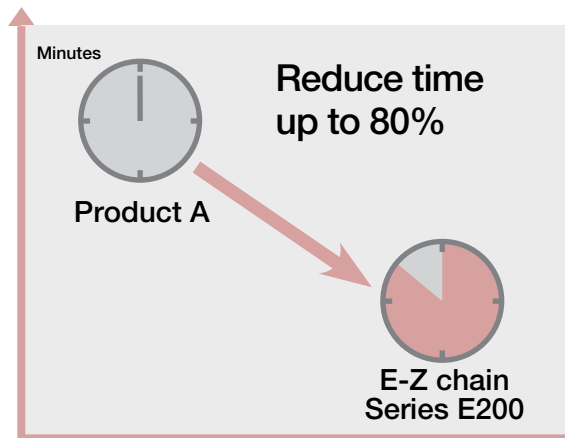 Minutes
Reduce time
up to 80%
Product A
E-Z chain
Series E200